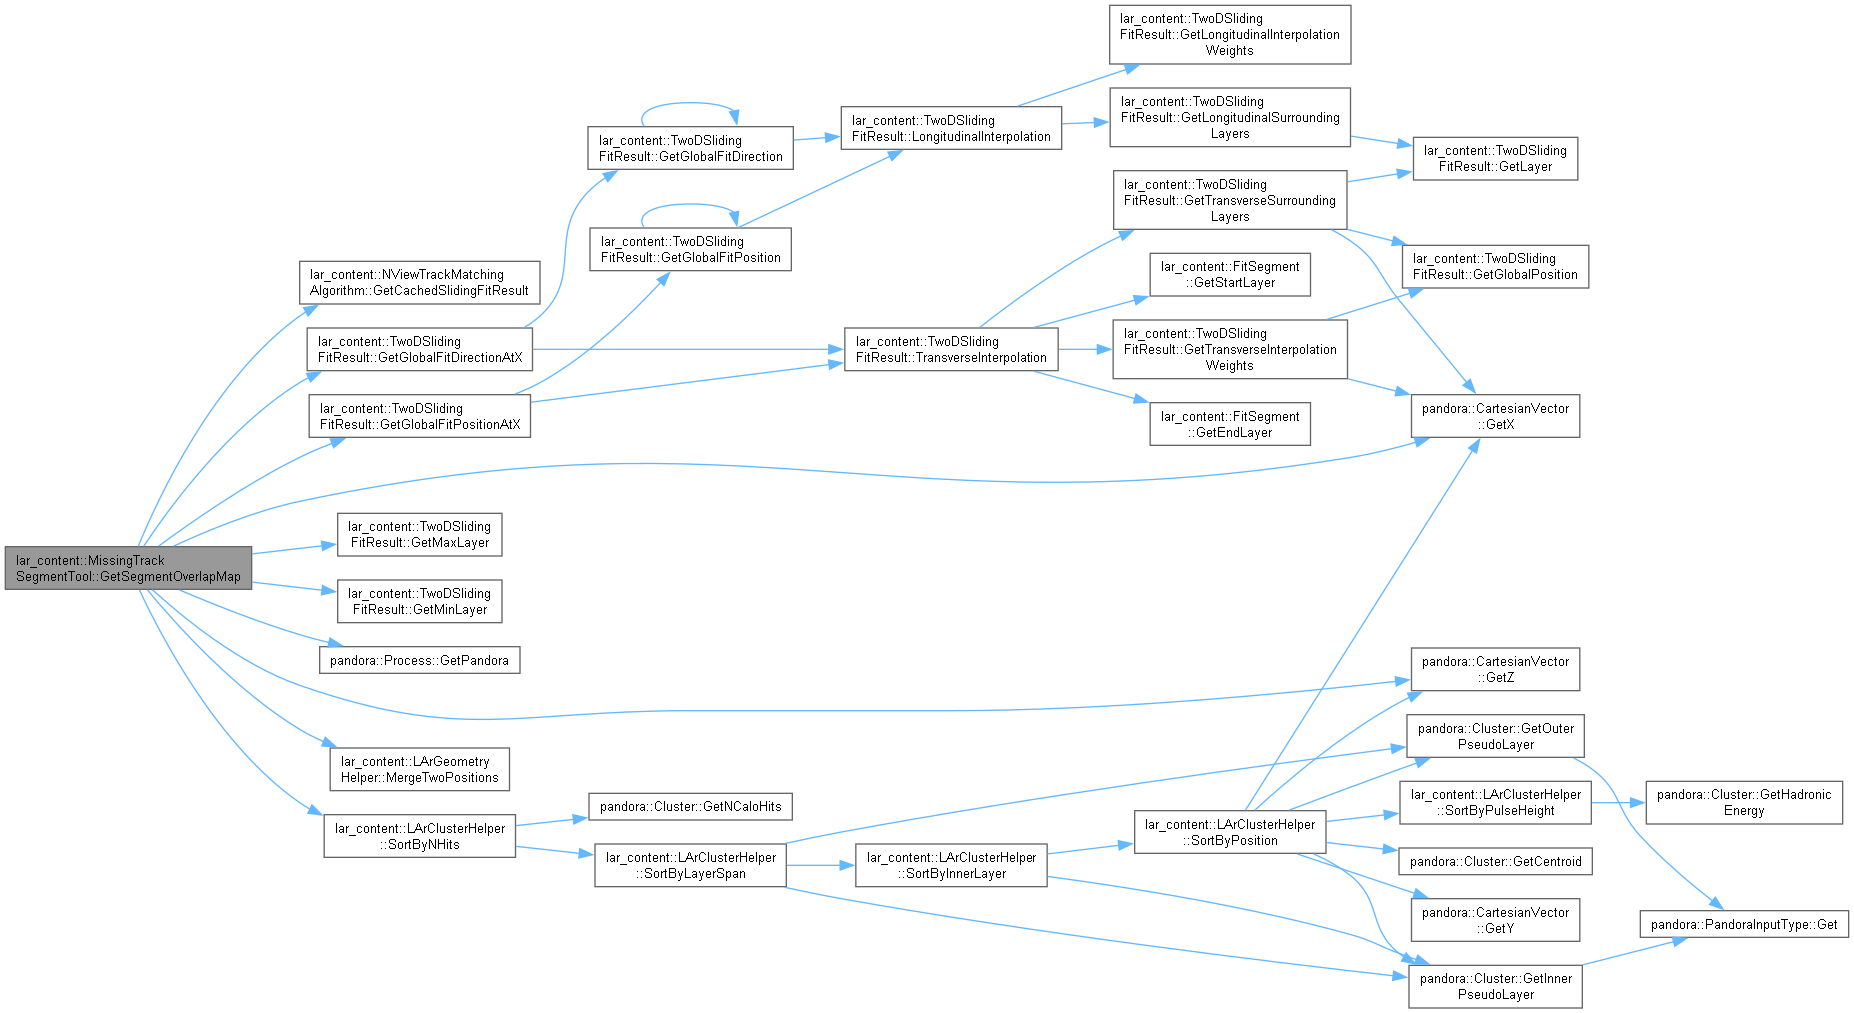 lar_content::MissingTrack
SegmentTool::GetSegmentOverlapMap
lar_content::NViewTrackMatching
Algorithm::GetCachedSlidingFitResult
lar_content::TwoDSliding
FitResult::GetGlobalFitDirectionAtX
lar_content::TwoDSliding
FitResult::GetGlobalFitPositionAtX
lar_content::TwoDSliding
FitResult::GetMaxLayer
lar_content::TwoDSliding
FitResult::GetMinLayer
pandora::Process::GetPandora
lar_content::LArGeometry
Helper::MergeTwoPositions
lar_content::LArClusterHelper
::SortByNHits
lar_content::TwoDSliding
FitResult::GetGlobalFitDirection
lar_content::TwoDSliding
FitResult::GetGlobalFitPosition
pandora::Cluster::GetNCaloHits
lar_content::LArClusterHelper
::SortByLayerSpan
lar_content::TwoDSliding
FitResult::LongitudinalInterpolation
lar_content::TwoDSliding
FitResult::TransverseInterpolation
lar_content::LArClusterHelper
::SortByInnerLayer
lar_content::TwoDSliding
FitResult::GetLongitudinalInterpolation
Weights
lar_content::TwoDSliding
FitResult::GetLongitudinalSurrounding
Layers
lar_content::TwoDSliding
FitResult::GetTransverseSurrounding
Layers
lar_content::FitSegment
::GetStartLayer
lar_content::TwoDSliding
FitResult::GetTransverseInterpolation
Weights
lar_content::FitSegment
::GetEndLayer
lar_content::LArClusterHelper
::SortByPosition
lar_content::TwoDSliding
FitResult::GetLayer
lar_content::TwoDSliding
FitResult::GetGlobalPosition
pandora::CartesianVector
::GetX
pandora::CartesianVector
::GetZ
pandora::Cluster::GetOuter
PseudoLayer
lar_content::LArClusterHelper
::SortByPulseHeight
pandora::Cluster::GetCentroid
pandora::CartesianVector
::GetY
pandora::Cluster::GetInner
PseudoLayer
pandora::Cluster::GetHadronic
Energy
pandora::PandoraInputType::Get